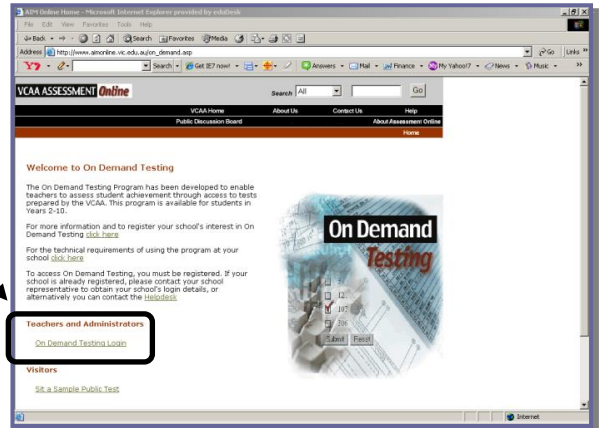 AIM Online Home - Microsoft Internet Explorer provided by eduDesk
File Edit View Favorites Tools Help
Back Search Favorites Media
Address http://www.aimonline.vic.edu.au/on_demand.asp Go Links »
Y7 Search Get IE7 now! Answers Mail Finance My Yahoo!7 News Music »
VCAA ASSESSMENT Online Search All Go
VCAA Home About Us Contact Us Help
Public Discussion Board About Assessment Online
Home
Welcome to On Demand Testing
The On Demand Testing Program has been developed to enable
teachers to assess student achievement through access to tests
prepared by the VCAA. This program is available for students in
Years 2-10.
For more information and to register your school's interest in On
Demand Testing click here
For the technical requirements of using the program at your
school click here
To access On Demand Testing, you must be registered. If your
school is already registered, please contact your school
representative to obtain your school's login details, or
alternatively you can contact the Helpdesk
On Demand
Testing
12
107
206
Submit Reset
Teachers and Administrators
On Demand Testing Login
Visitors
Sit a Sample Public Test
Internet